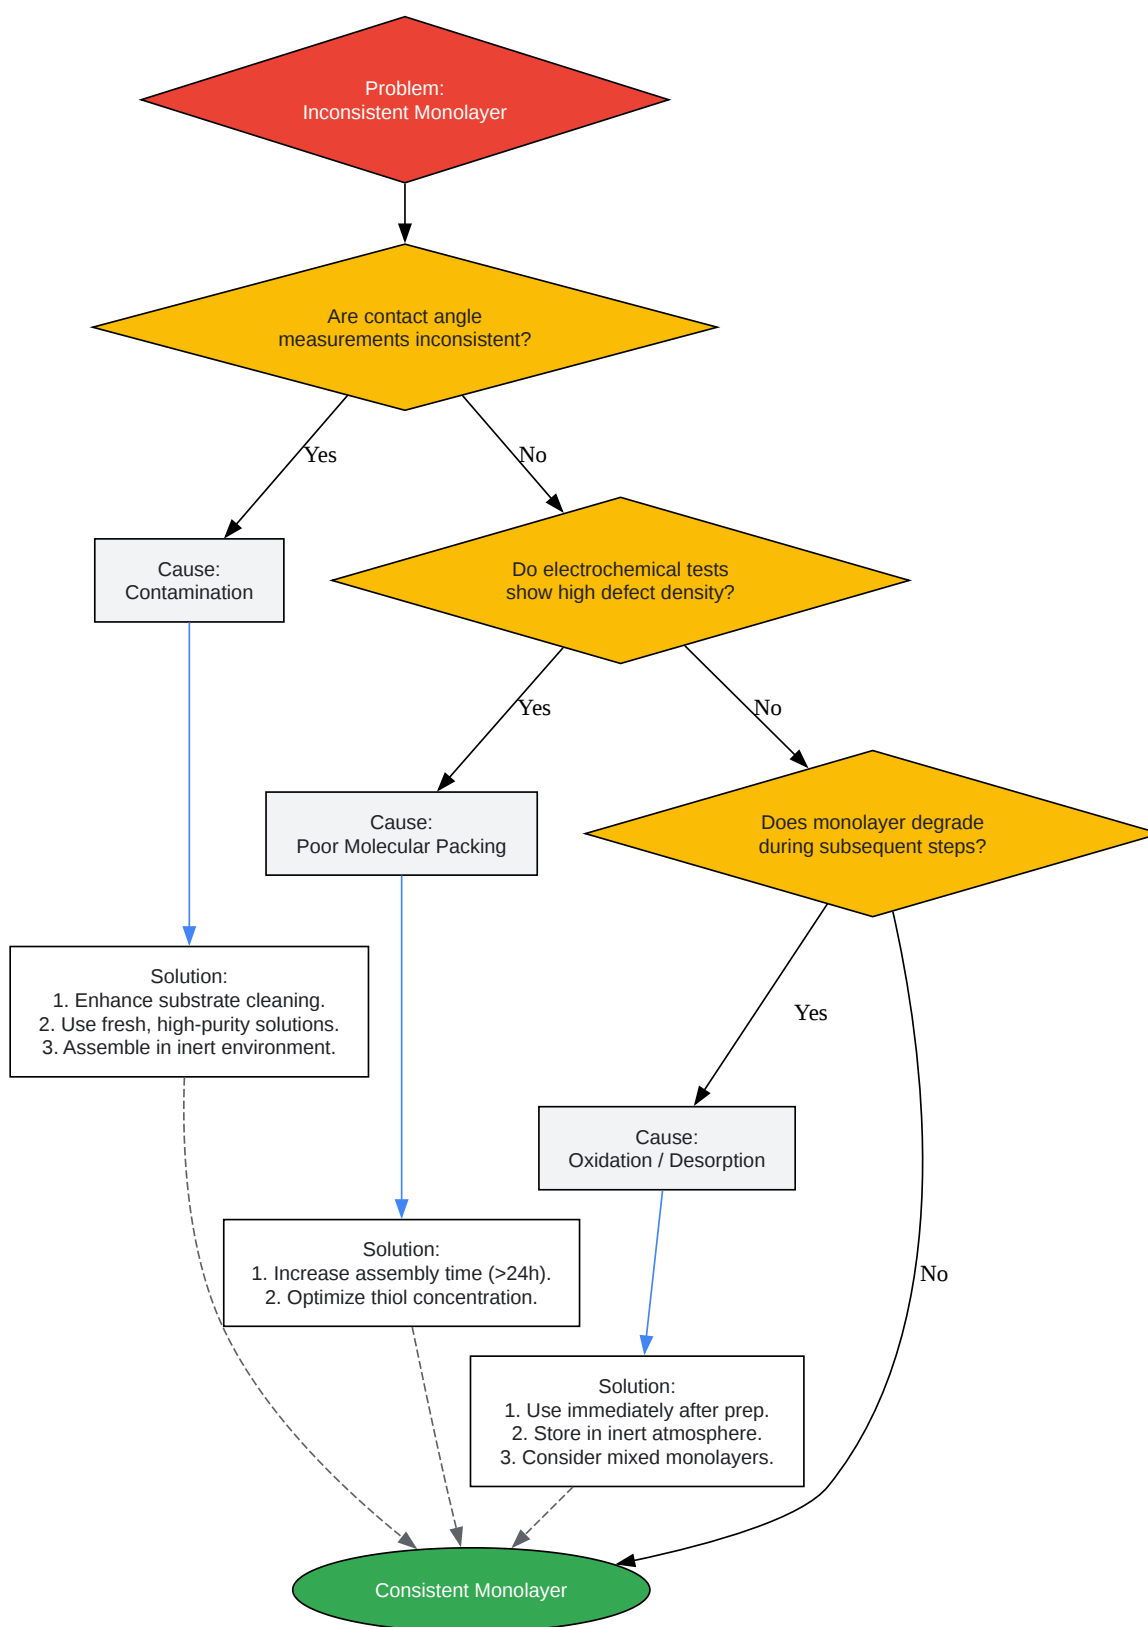 Problem:
Inconsistent Monolayer
Are contact angle
measurements inconsistent?
Yes
No
Cause:
Contamination
Do electrochemical tests
show high defect density?
Yes
No
Cause:
Poor Molecular Packing
Does monolayer degrade
during subsequent steps?
Solution:
1. Enhance substrate cleaning.
2. Use fresh, high-purity solutions.
3. Assemble in inert environment.
Yes
Cause:
Oxidation / Desorption
Solution:
1. Increase assembly time (>24h).
2. Optimize thiol concentration.
No
Solution:
1. Use immediately after prep.
2. Store in inert atmosphere.
3. Consider mixed monolayers.
Consistent Monolayer